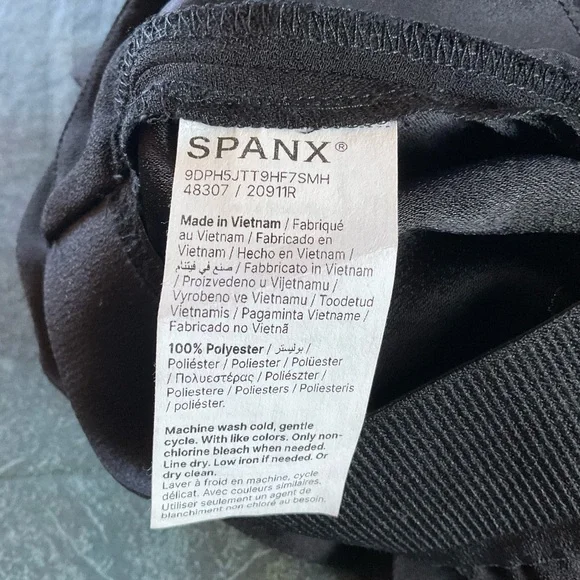 SPANX®
9DPH5JTT9HF7SMH
48307 / 20911R
Made in Vietnam / Fabriqué
au Vietnam / Fabricado en
Vietnam / Hecho en Vietnam /
صنع في فيتنام / Fabbricato in Vietnam
/ Proizvedeno u Vijetnamu /
Vyrobeno ve Vietnamu / Toodetud
Vietnamis / Pagaminta Vietname /
Fabricado no Vietnã
100% Polyester / بوليستر /
Poliéster / Poliester / Poliüester
/ Πολυεστέρας / Poliészter /
Poliestere / Poliesters / Poliesteris
/ poliéster.
Machine wash cold, gentle
cycle. With like colors. Only non-
chlorine bleach when needed.
Line dry. Low iron if needed. Or
dry clean.
Laver à froid en machine, cycle
délicat. Avec couleurs similaires.
Utiliser seulement un agent de
blanchiment non chloré au besoin.